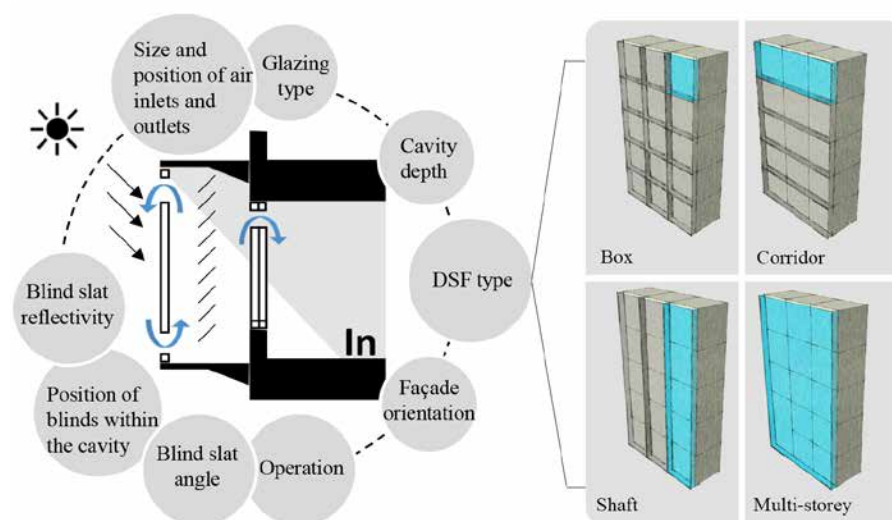 Size and
position of air
inlets and
outlets
Glazing
type
Cavity
depth
DSF type
Façade
orientation
Operation
Blind slat
angle
Position of
blinds within
the cavity
Blind slat
reflectivity
In
Box
Corridor
Shaft
Multi-storey